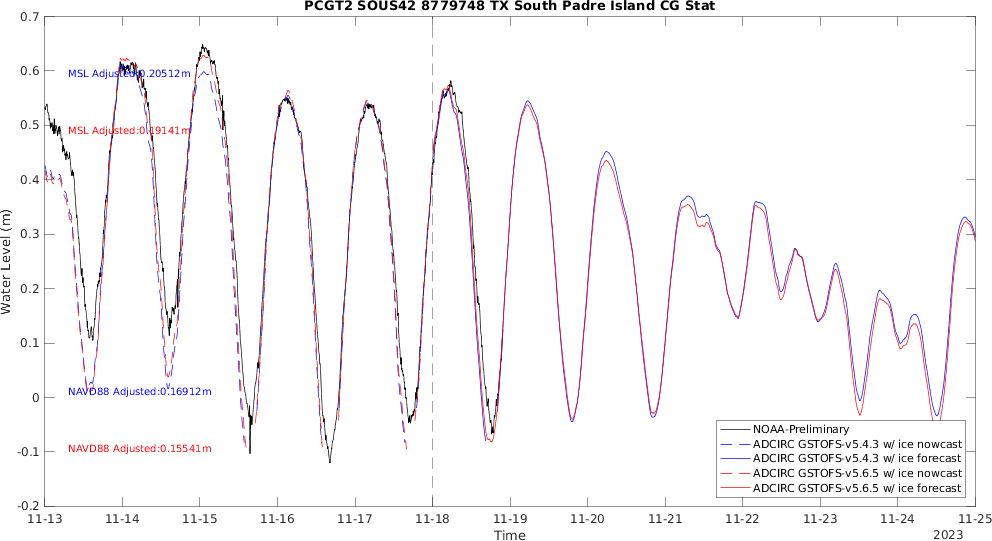 PCGT2 SOUS42 8779748 TX South Padre Island CG Stat
Water Level (m)
0.7
0.6
0.5
0.4
0.3
0.2
0.1
0
-0.1
-0.2
MSL Adjusted:0.20512m
MSL Adjusted:0.19141m
NAVD88 Adjusted:0.16912m
NAVD88 Adjusted:0.15541m
NOAA-Preliminary
ADCIRC GSTOFS-v5.4.3 w/ ice nowcast
ADCIRC GSTOFS-v5.4.3 w/ ice forecast
ADCIRC GSTOFS-v5.6.5 w/ ice nowcast
ADCIRC GSTOFS-v5.6.5 w/ ice forecast
11-13 11-14 11-15 11-16 11-17 11-18 11-19 11-20 11-21 11-22 11-23 11-24 11-25
Time
2023